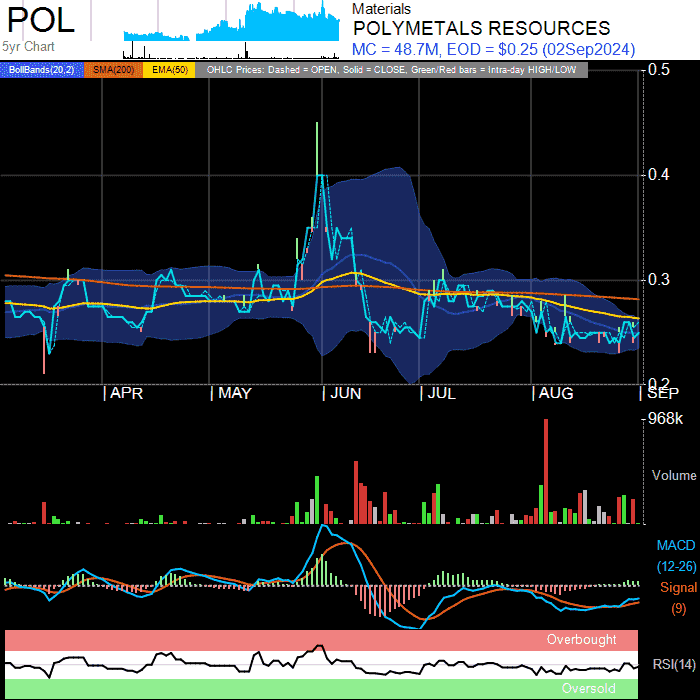 POL
5yr Chart
Materials
POLYMETALS RESOURCES
MC = 48.7M, EOD = $0.25 (02Sep2024)
BollBands(20,2) SMA(200) EMA(50) OHLC Prices: Dashed = OPEN, Solid = CLOSE, Green/Red bars = Intra-day HIGH/LOW
0.5
0.4
0.3
0.2
APR MAY JUN JUL AUG SEP
968k
Volume
MACD
(12-26)
Signal
(9)
Overbought
RSI(14)
Oversold